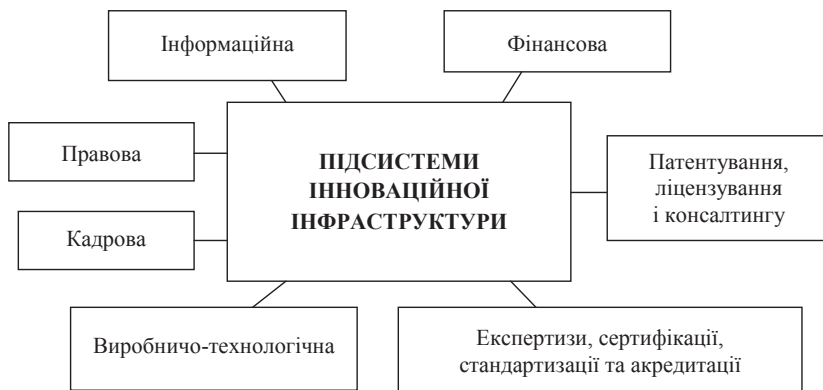 Інформаційна
Фінансова
Правова
ПІДСИСТЕМИ
ІННОВАЦІЙНОЇ
ІНФРАСТРУКТУРИ
Патентування,
ліцензування
і консалтингу
Кадрова
Виробничо-технологічна
Експертизи, сертифікації,
стандартизації та акредитації